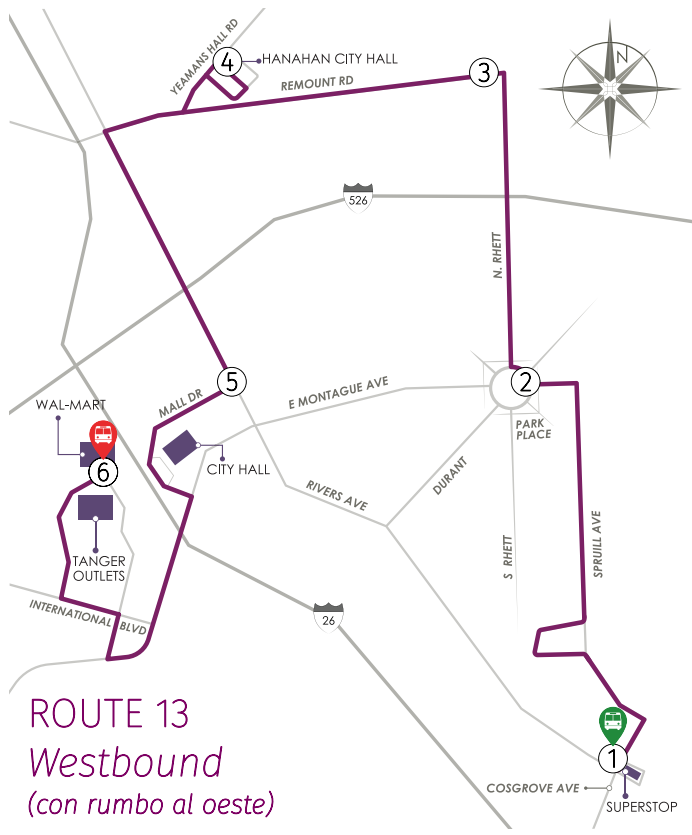 YEAMANS HALL RD
4
HANAHAN CITY HALL
REMOUNT RD
3
N
526
N. RHETT
5
2
MALL DR
E MONTAGUE AVE
WAL-MART
PARK
PLACE
6
CITY HALL
RIVERS AVE
DURANT
TANGER
OUTLETS
S RHETT
SPRUILL AVE
INTERNATIONAL BLVD
26
ROUTE 13
Westbound
(con rumbo al oeste)
1
COSGROVE AVE
SUPERSTOP